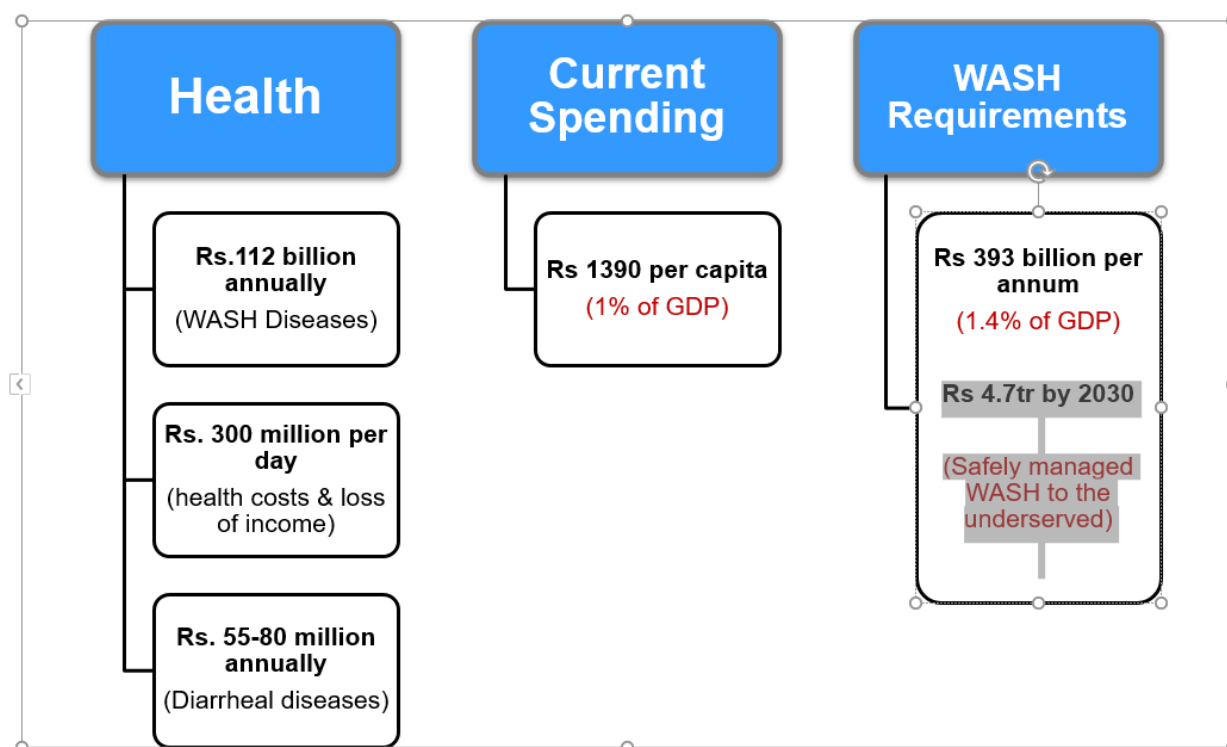 Health
Rs.112 billion
annually
(WASH Diseases)
Rs. 300 million per
day
(health costs & loss
of income)
Rs. 55-80 million
annually
(Diarrheal diseases)
Current
Spending
Rs 1390 per capita
(1% of GDP)
WASH
Requirements
Rs 393 billion per
annum
(1.4% of GDP)
Rs 4.7tr by 2030
(Safely managed
WASH to the
underserved)